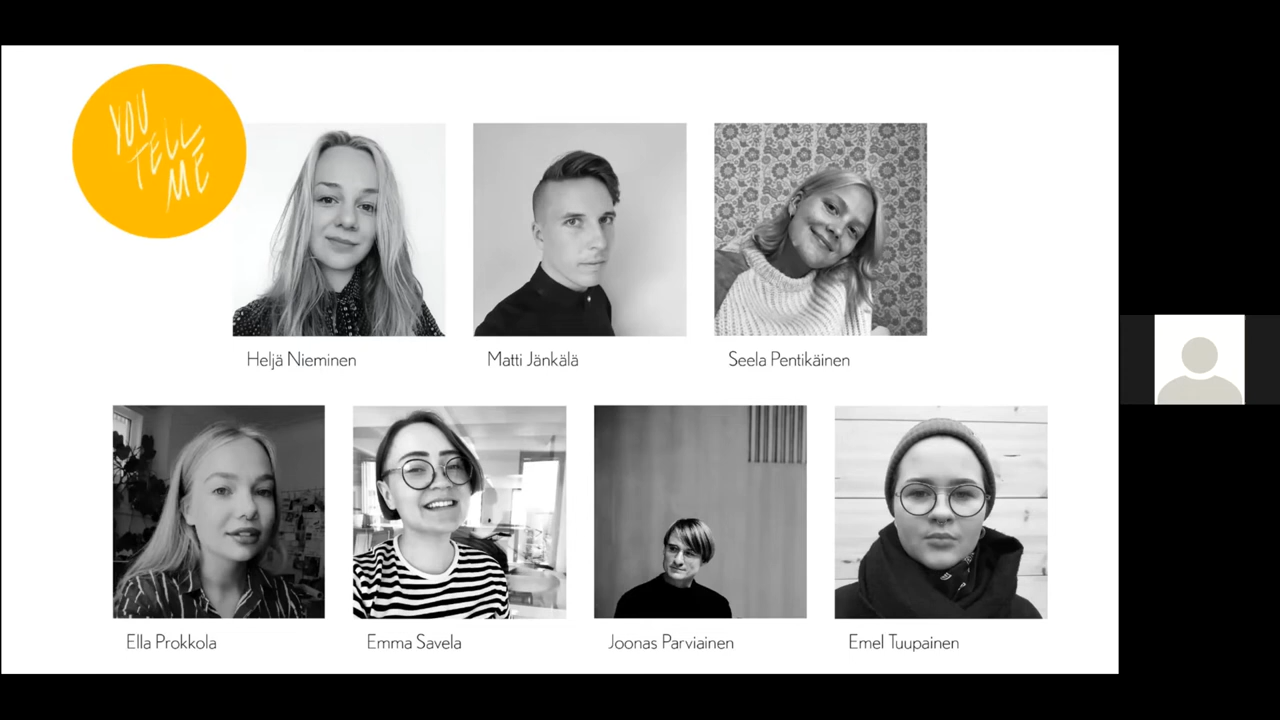 YOU
TELL
ME
Heljä Nieminen
Matti Jänkälä
Seela Pentikäinen
Ella Prokkola
Emma Savela
Joonas Parviainen
Emel Tuupainen